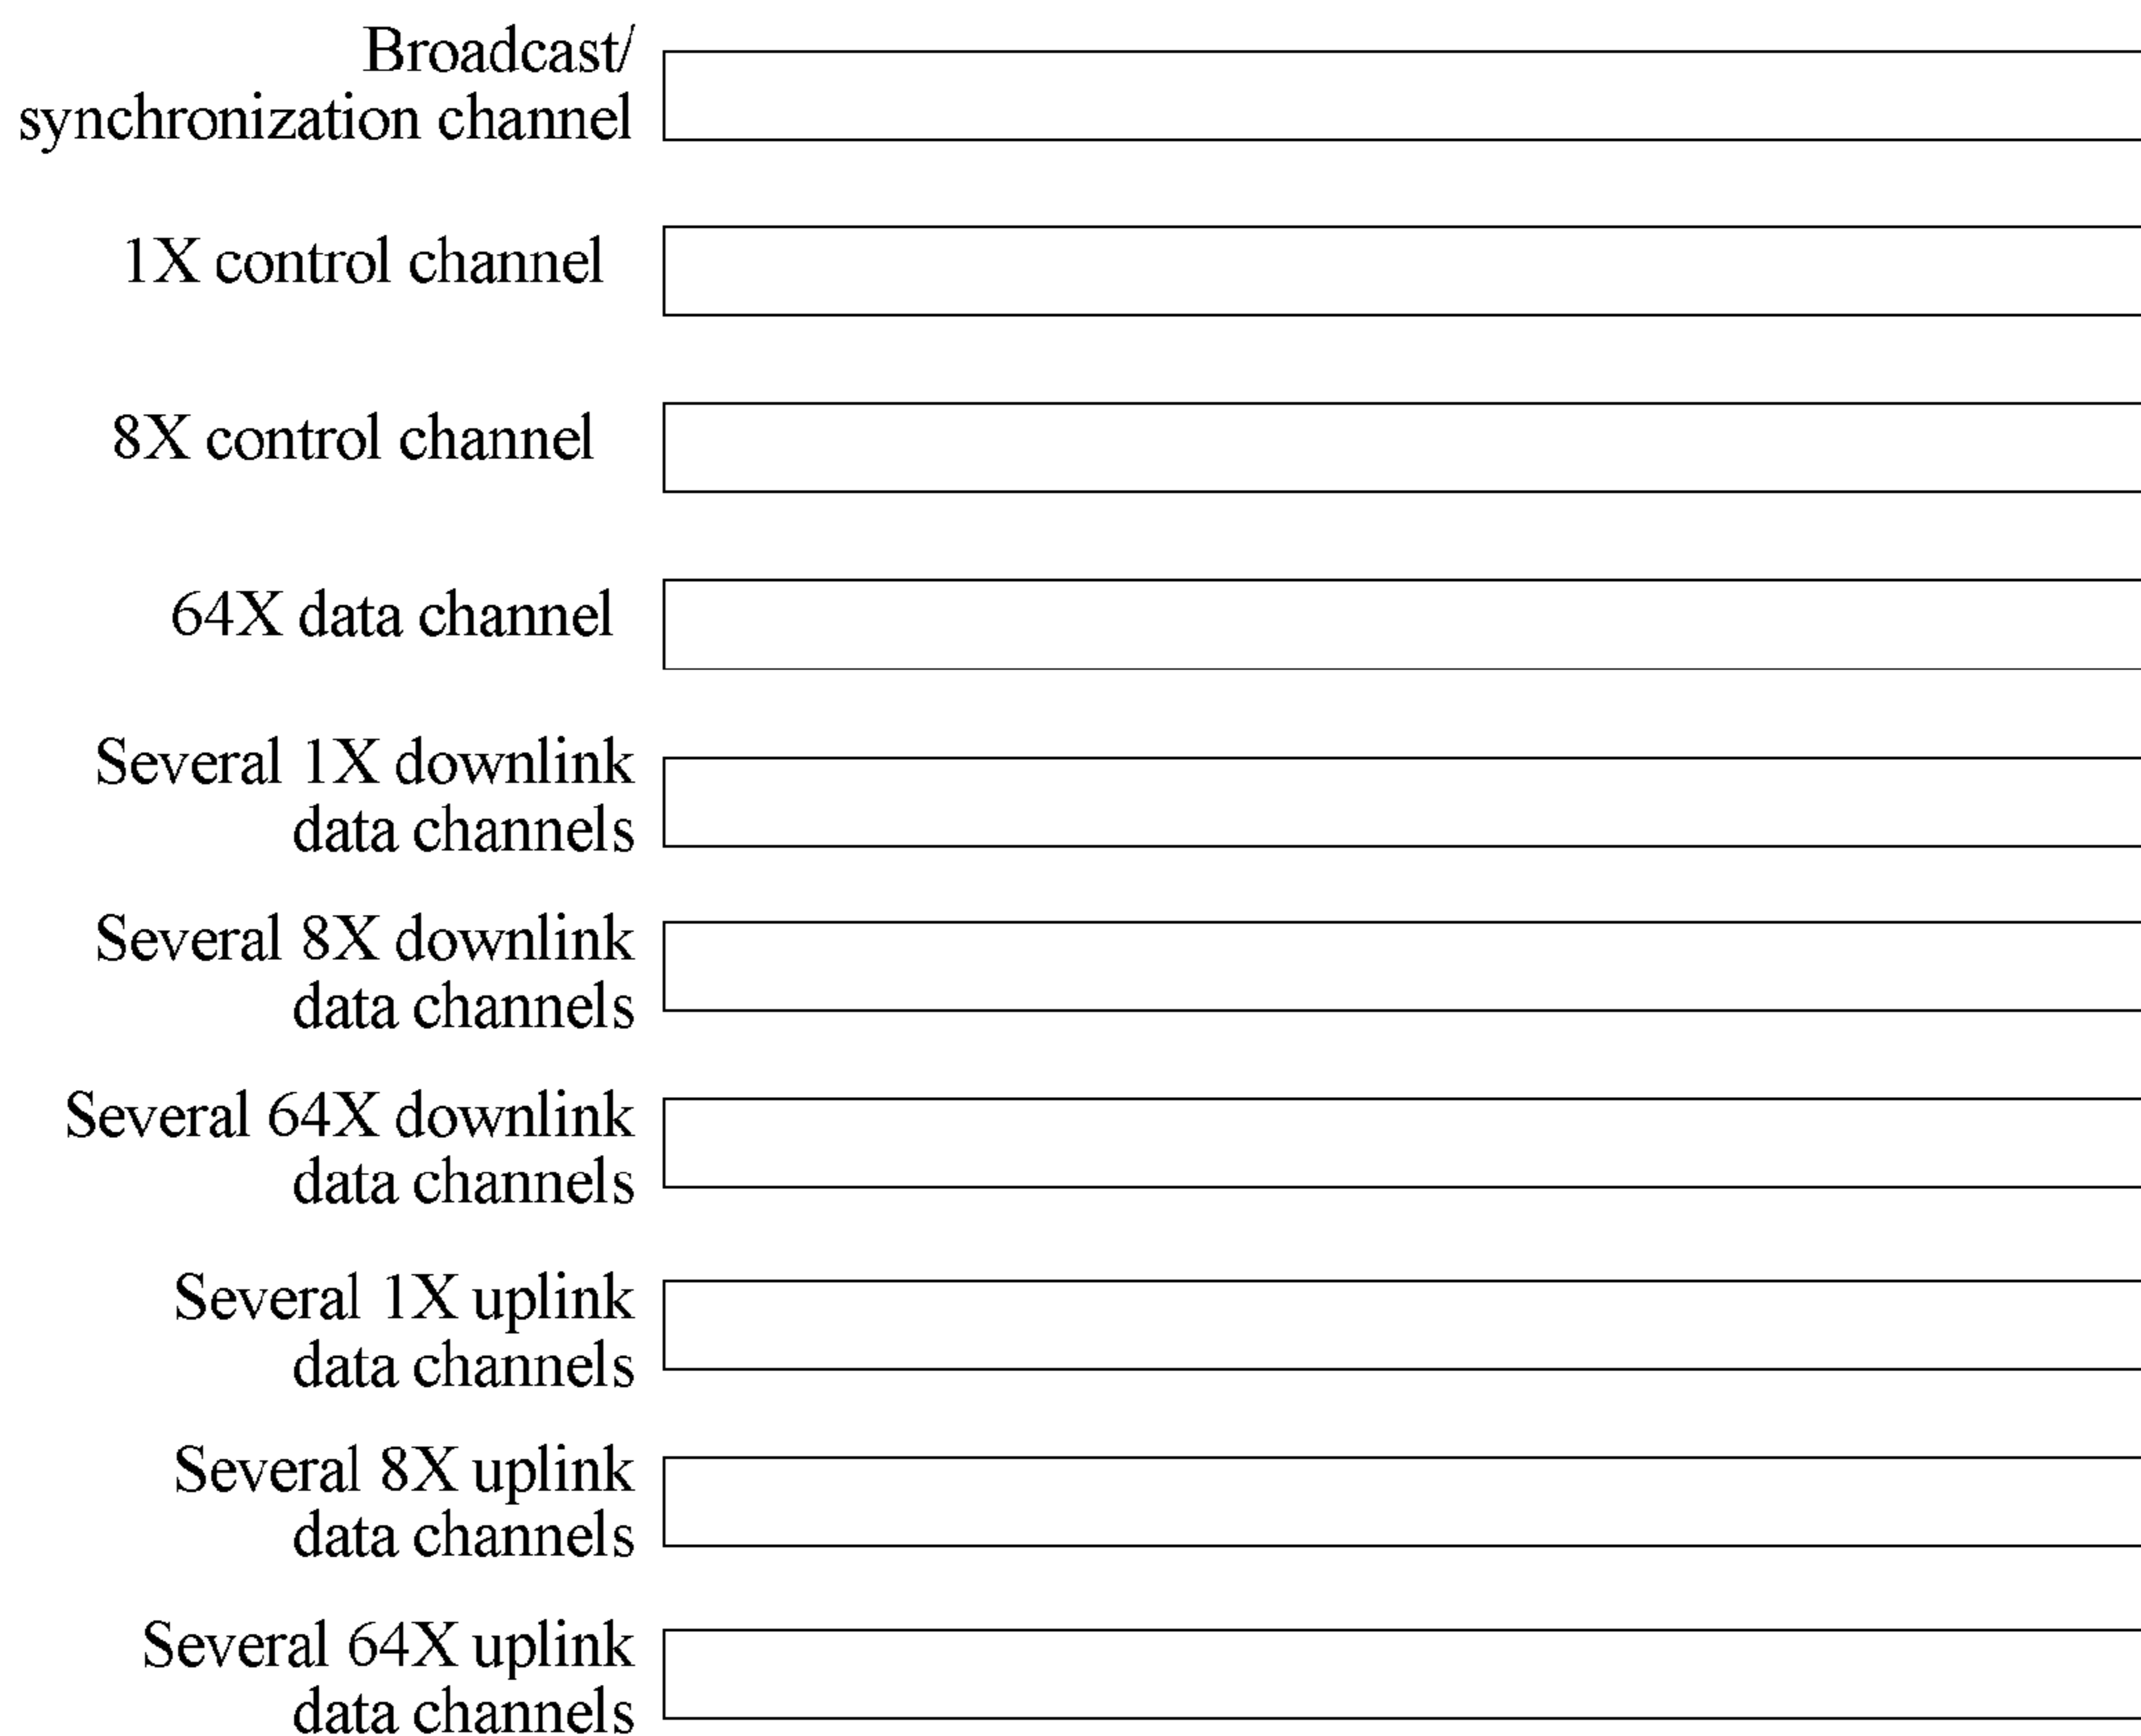 Broadcast/
synchronization channel
1X control channel
8X control channel
64X data channel
Several 1X downlink
data channels
Several 8X downlink
data channels
Several 64X downlink
data channels
Several 1X uplink
data channels
Several 8X uplink
data channels
Several 64X uplink
data channels